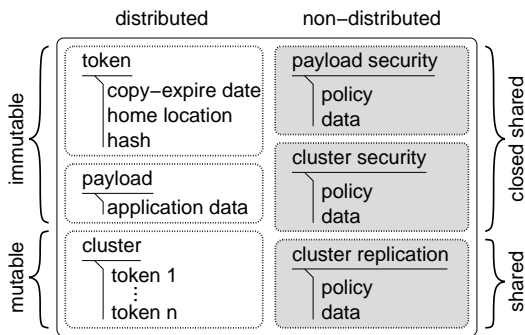 distributed
non−distributed
immutable
mutable
token
copy−expire date
home location
hash
payload
application data
cluster
token 1
⋮
token n
payload security
policy
data
cluster security
policy
data
cluster replication
policy
data
closed shared
shared